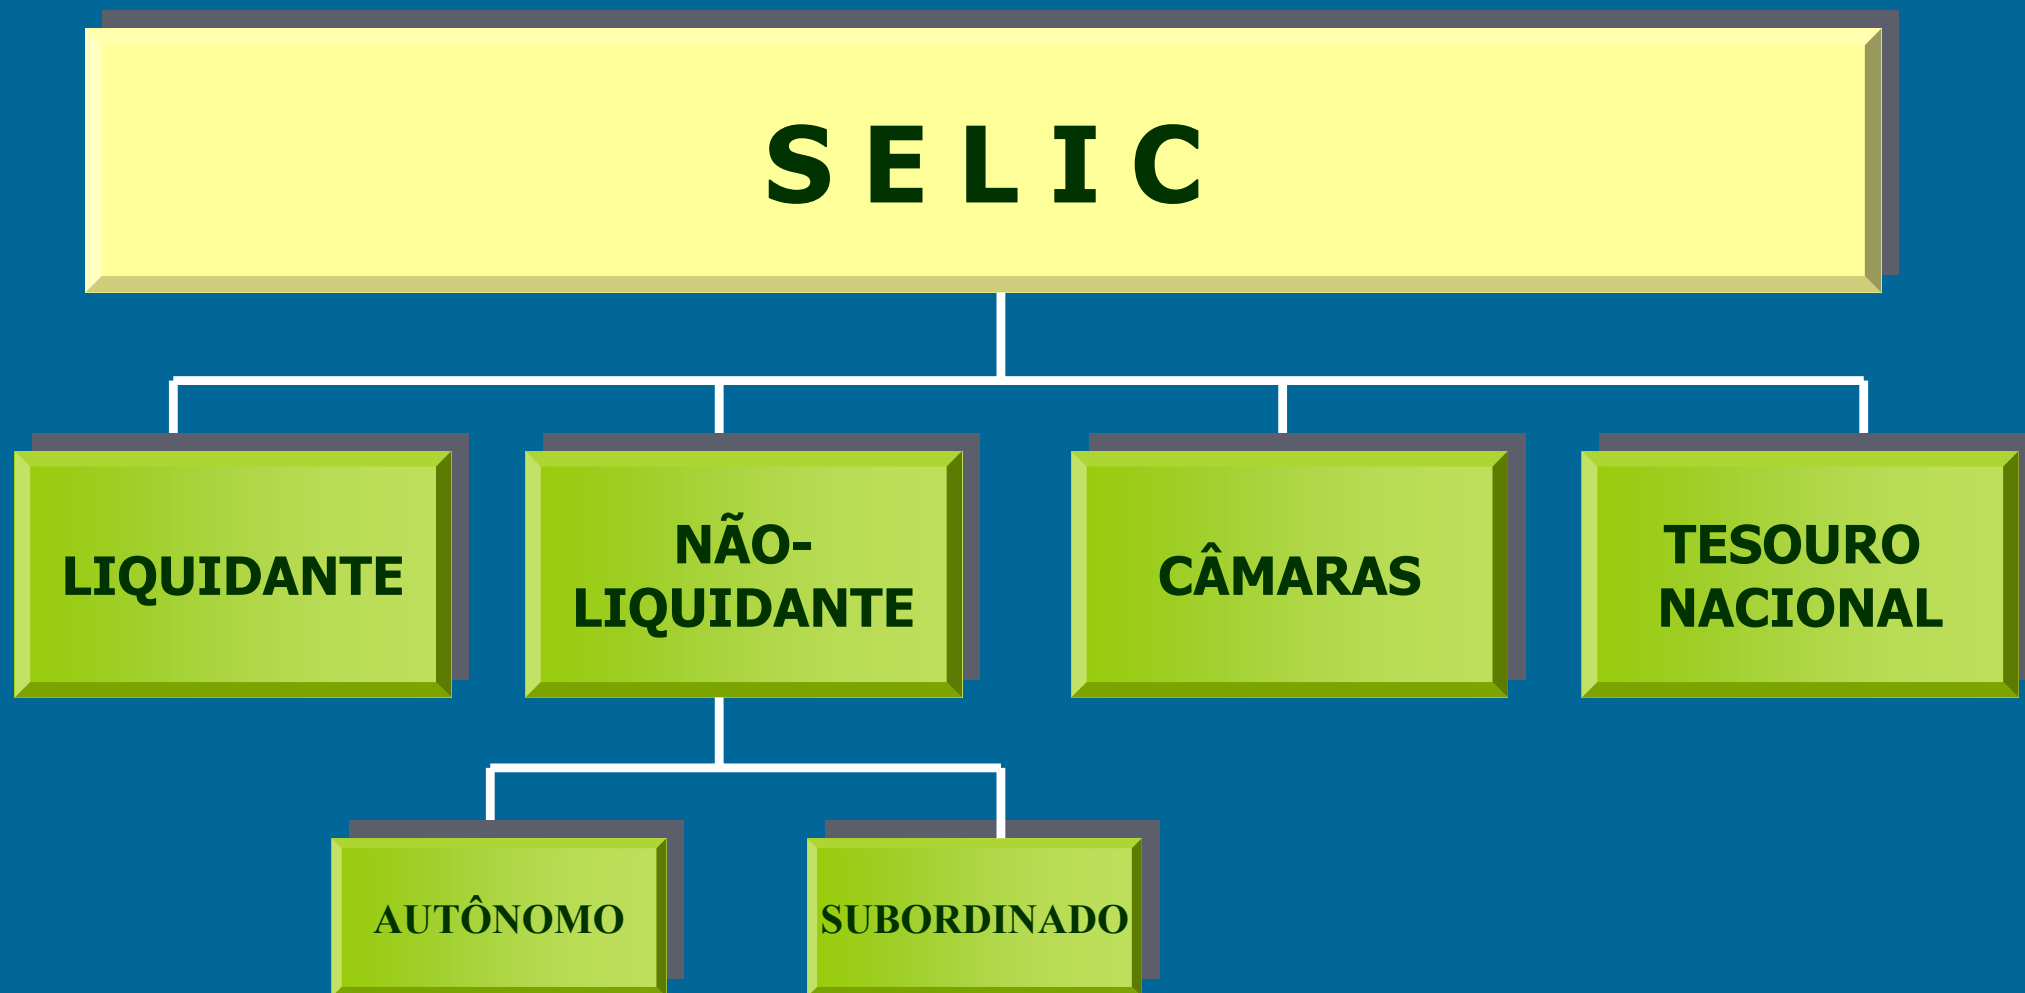 S E L I C
LIQUIDANTE
NÃO-
LIQUIDANTE
CÂMARAS
TESOURO
NACIONAL
AUTÔNOMO
SUBORDINADO